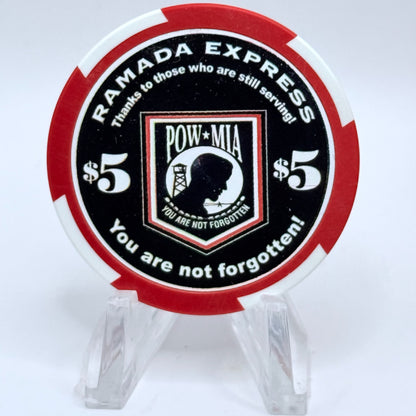 RAMADA EXPRESS
Thanks to those who are still serving!
POW★MIA
$5 $5
YOU ARE NOT FORGOTTEN
You are not forgotten!